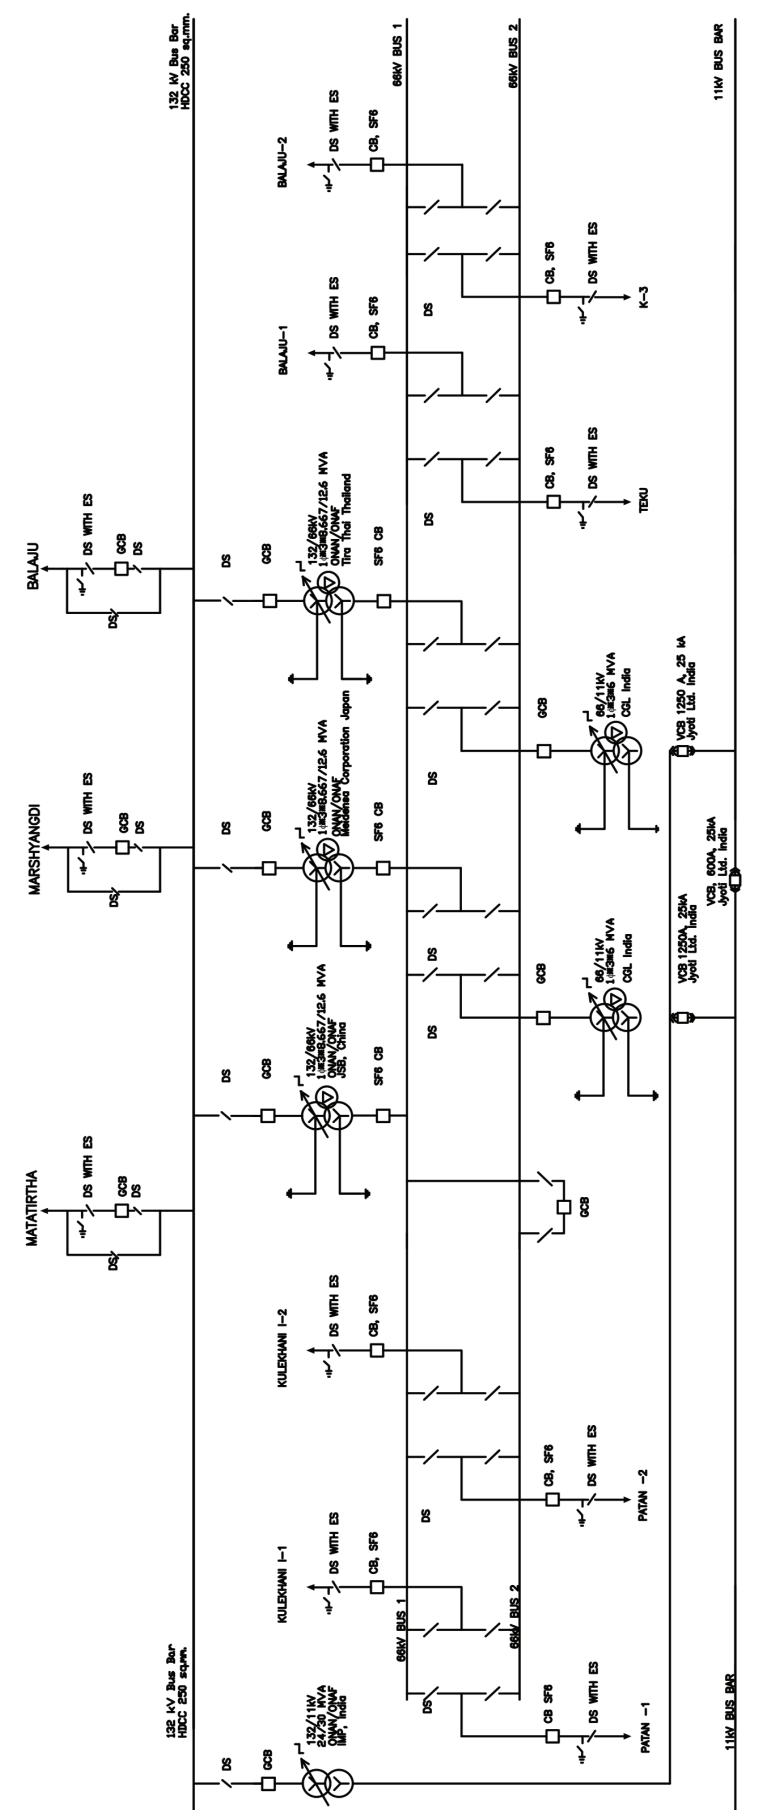 132 kV Bus Bar
HDCC 250 sq.mm.
66kV BUS 1
66kV BUS 2
11kV BUS BAR
BALAJU-2
DS WITH ES
CB, SF6
CB, SF6
DS WITH ES
K-3
DS
BALAJU-1
DS WITH ES
CB, SF6
CB, SF6
DS WITH ES
TEKU
DS
BALAJU
DS WITH ES
GCB
DS
DS
DS
GCB
132/66kV
ONAN/ONAF
Tira Thai Thailand
SF6 CB
GCB
66/11kV
CGL India
VCB 1250 A, 25 kA
Jyoti Ltd. India
DS
MARSHYANGDI
DS WITH ES
GCB
DS
DS
DS
GCB
132/66kV
ONAN/ONAF
Meidensa Corporation Japan
SF6 CB
DS
GCB
66/11kV
CGL India
VCB 1250A, 25kA
Jyoti Ltd. India
VCB, 600A, 25kA
Jyoti Ltd. India
DS
DS
GCB
132/66kV
ONAN/ONAF
JSB, China
SF6 CB
MATATIRTHA
DS WITH ES
GCB
DS
DS
GCB
KULEKHANI I-2
DS WITH ES
CB, SF6
CB, SF6
DS WITH ES
PATAN -2
DS
KULEKHANI I-1
DS WITH ES
CB, SF6
66kV BUS 1
66kV BUS 2
DS
CB SF6
DS WITH ES
PATAN -1
132 kV Bus Bar
HDCC 250 sq.mm.
DS
GCB
132/11kV
24/30 MVA
ONAN/ONAF
IMP, India
11kV BUS BAR